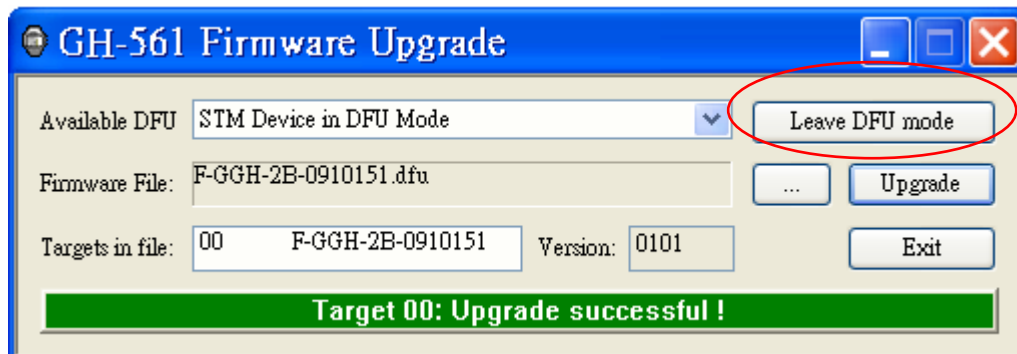 GH-561 Firmware Upgrade
Available DFU STM Device in DFU Mode Leave DFU mode
Firmware File: F-GGH-2B-0910151.dfu ... Upgrade
Targets in file: 00 F-GGH-2B-0910151 Version: 0101 Exit
Target 00: Upgrade successful !